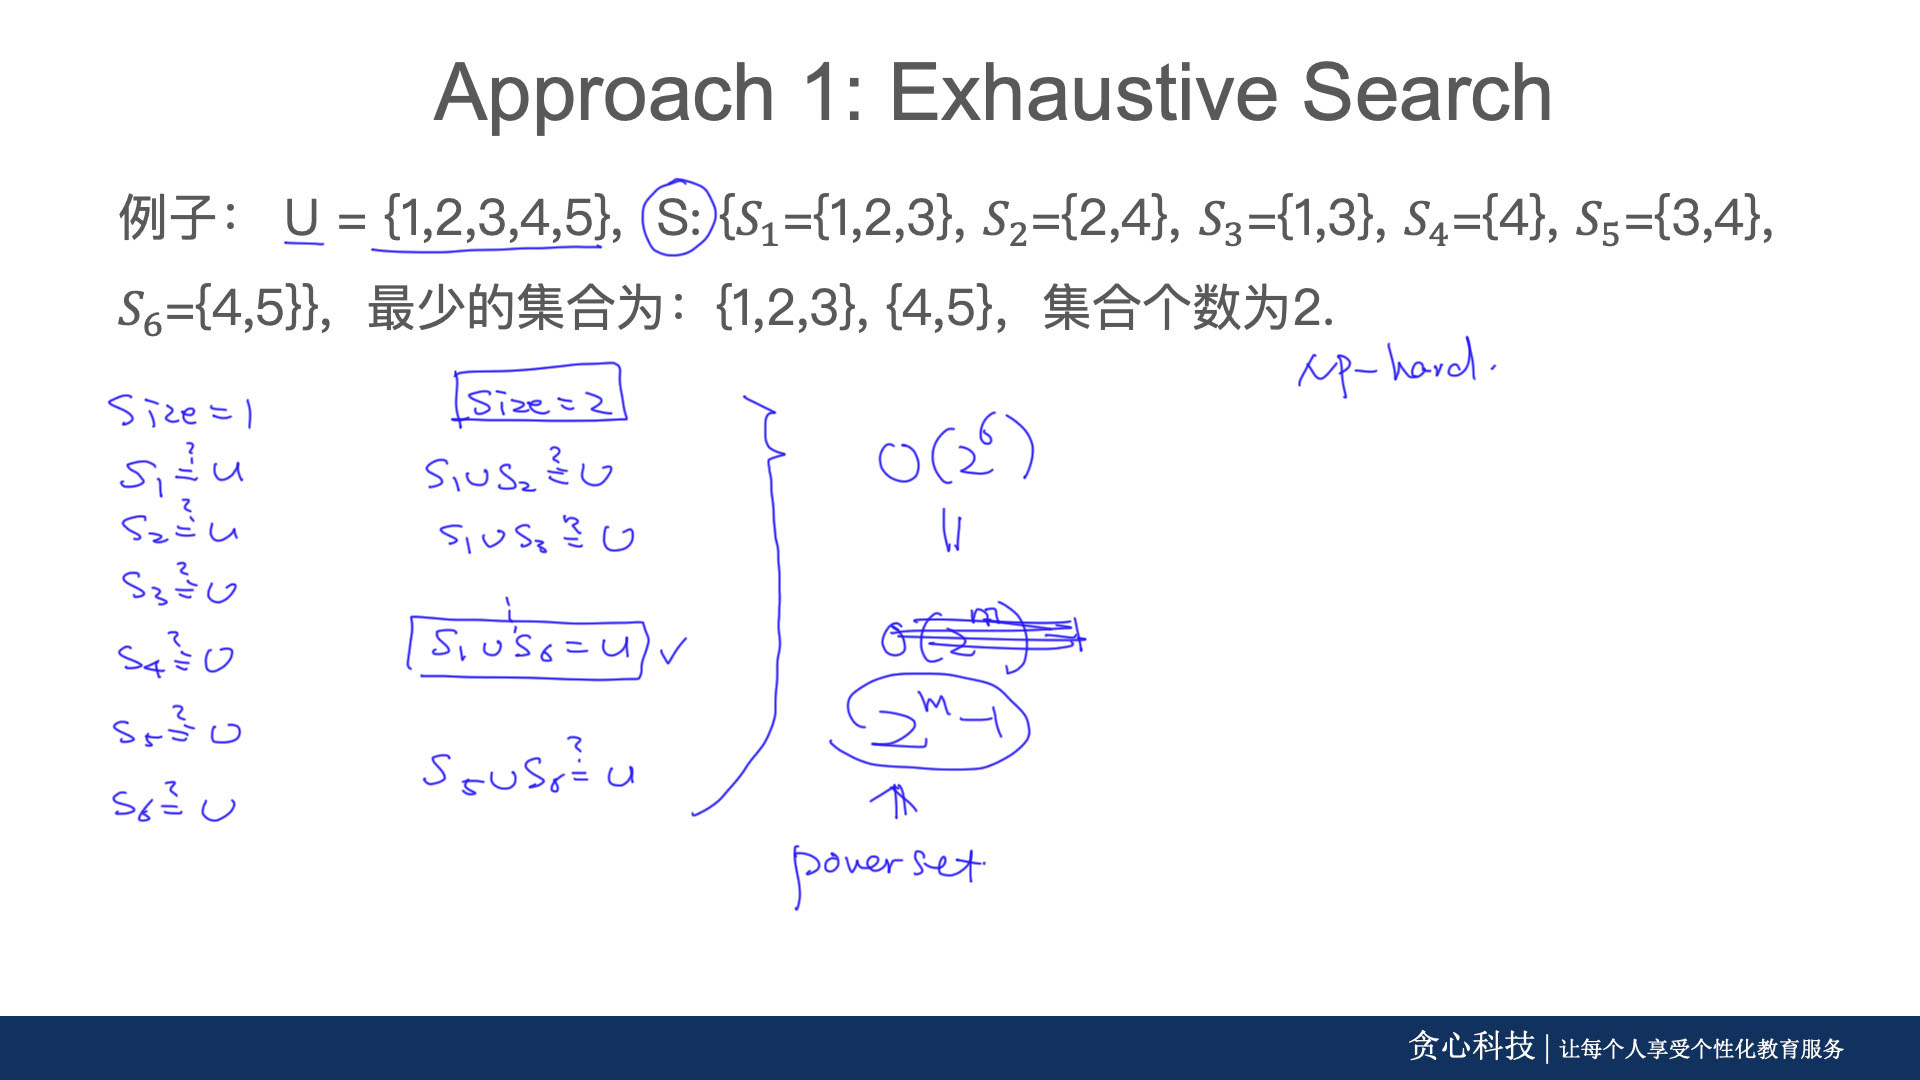 Approach 1: Exhaustive Search
例子： U = {1,2,3,4,5}, S: {S₁={1,2,3}, S₂={2,4}, S₃={1,3}, S₄={4}, S₅={3,4},
S₆={4,5}}, 最少的集合为：{1,2,3}, {4,5}, 集合个数为2.
np-hard.
Size=1
S₁ ≟ U
S₂ ≟ U
S₃ ≟ U
S₄ ≟ U
S₅ ≟ U
S₆ ≟ U
Size=2
S₁∪S₂ ≟ U
S₁∪S₃ ≟ U
S₁∪S₆=U ✓
S₅∪S₆ ≟ U
O(2⁶)
O(2ᵐ)
2ᵐ-1
power set.
贪心科技 | 让每个人享受个性化教育服务